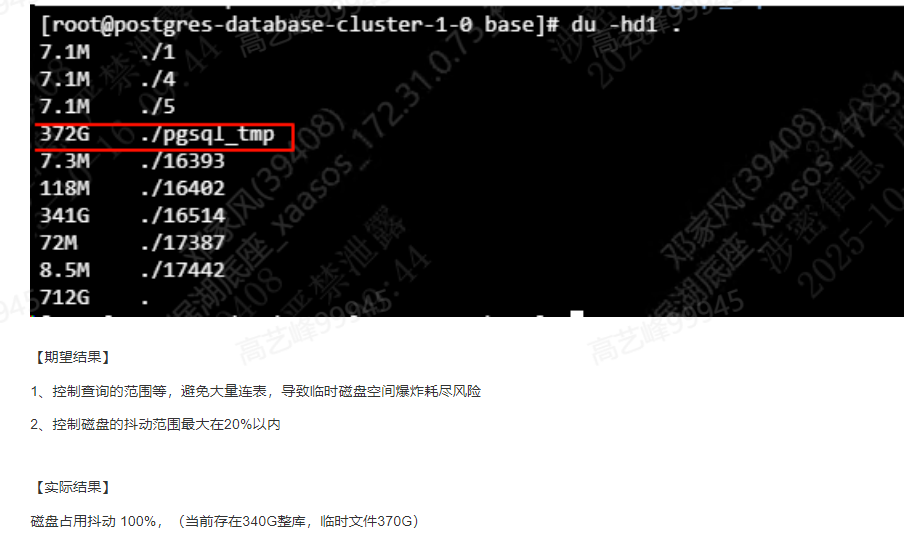 [root@postgres-database-cluster-1-0 base]# du -hd1 .
7.1M ./1
7.1M ./4
7.1M ./5
372G ./pgsql_tmp
7.3M ./16393
118M ./16402
341G ./16514
72M ./17387
8.5M ./17442
712G .
【期望结果】
1、控制查询的范围等，避免大量连表，导致临时磁盘空间爆炸耗尽风险
2、控制磁盘的抖动范围最大在20%以内
【实际结果】
磁盘占用抖动 100%，（当前存在340G整库，临时文件370G）